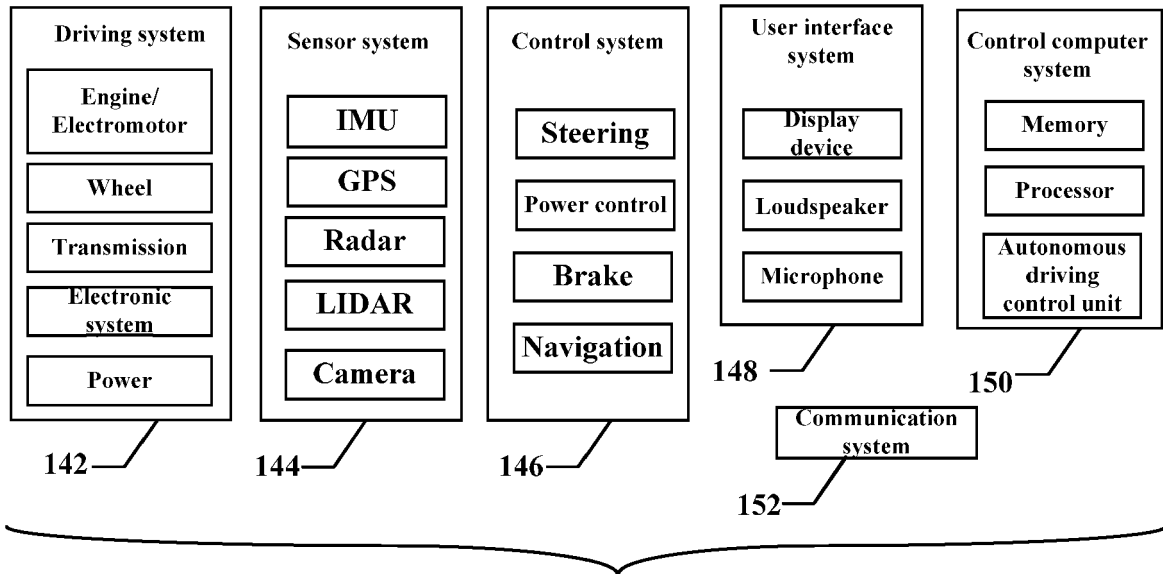 Driving system
Engine/
Electromotor
Wheel
Transmission
Electronic
system
Power
142
Sensor system
IMU
GPS
Radar
LIDAR
Camera
144
Control system
Steering
Power control
Brake
Navigation
146
User interface
system
Display
device
Loudspeaker
Microphone
148
Control computer
system
Memory
Processor
Autonomous
driving
control unit
150
Communication
system
152